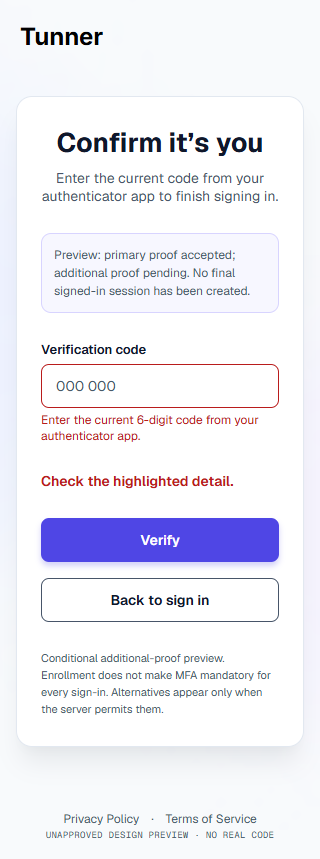 Tunner
Confirm it’s you
Enter the current code from your
authenticator app to finish signing in.
Preview: primary proof accepted;
additional proof pending. No final
signed-in session has been created.
Verification code
000 000
Enter the current 6-digit code from your
authenticator app.
Check the highlighted detail.
Verify
Back to sign in
Conditional additional-proof preview.
Enrollment does not make MFA mandatory for
every sign-in. Alternatives appear only when
the server permits them.
Privacy Policy · Terms of Service
UNAPPROVED DESIGN PREVIEW · NO REAL CODE